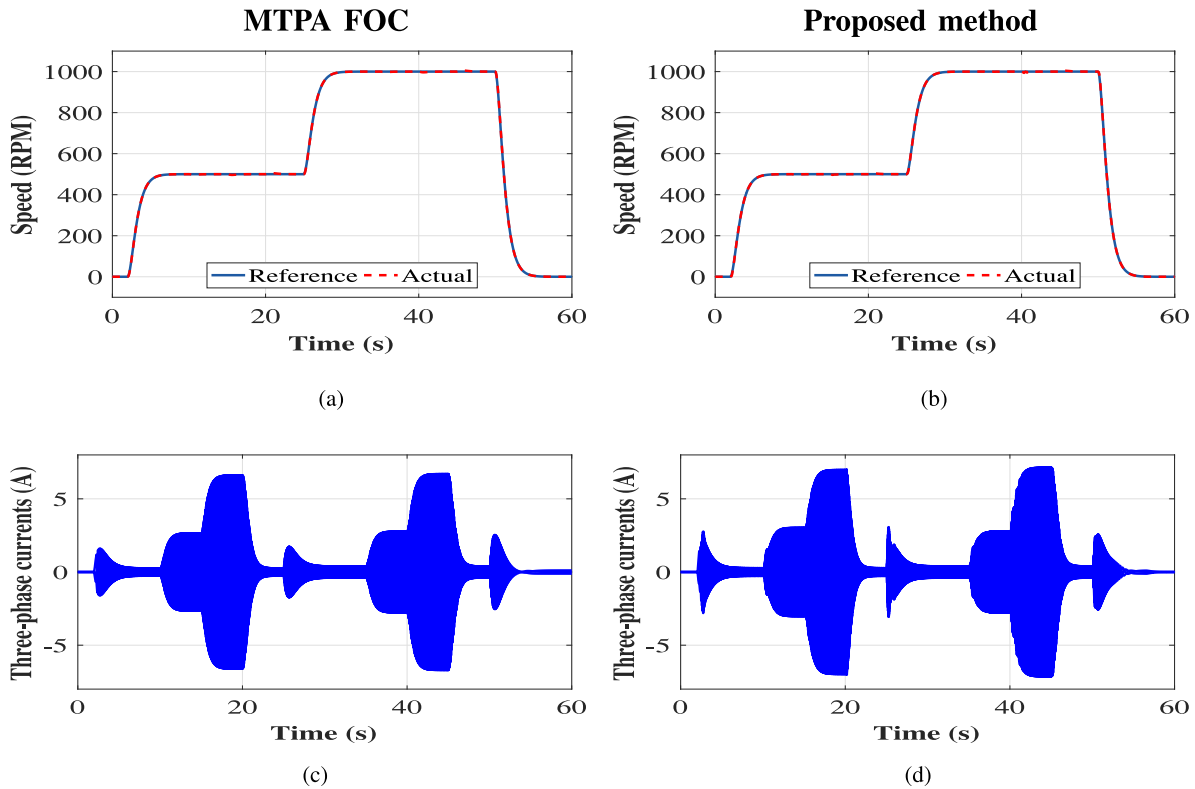 MTPA FOC
Proposed method
1000
800
600
400
200
0
Speed (RPM)
Reference
Actual
0
20
40
60
Time (s)
(a)
1000
800
600
400
200
0
Speed (RPM)
Reference
Actual
0
20
40
60
Time (s)
(b)
5
0
-5
Three-phase currents (A)
0
20
40
60
Time (s)
(c)
5
0
-5
Three-phase currents (A)
0
20
40
60
Time (s)
(d)